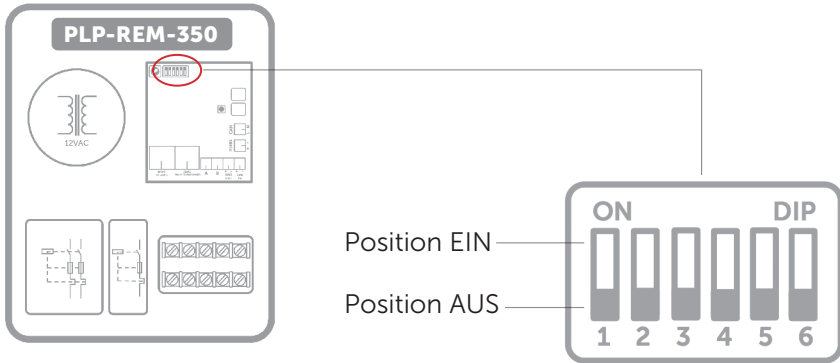 PLP-REM-350
12VAC
ON DIP
Position EIN
Position AUS
1 2 3 4 5 6